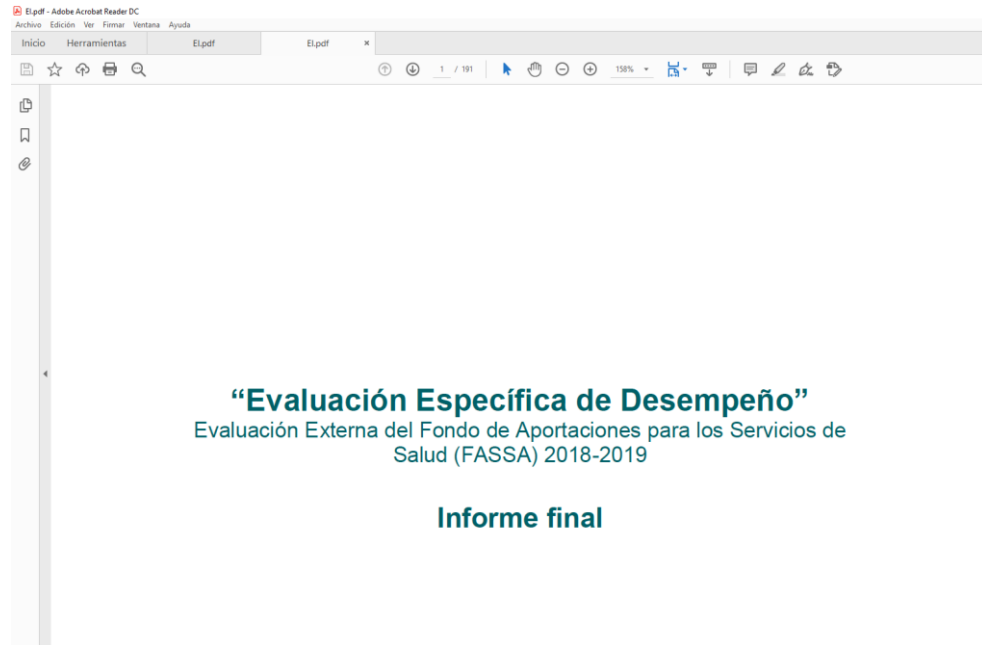 El.pdf - Adobe Acrobat Reader DC
Archivo Edición Ver Firmar Ventana Ayuda
Inicio Herramientas El.pdf El.pdf ×
1 / 191 158%
“Evaluación Específica de Desempeño”
Evaluación Externa del Fondo de Aportaciones para los Servicios de
Salud (FASSA) 2018-2019
Informe final